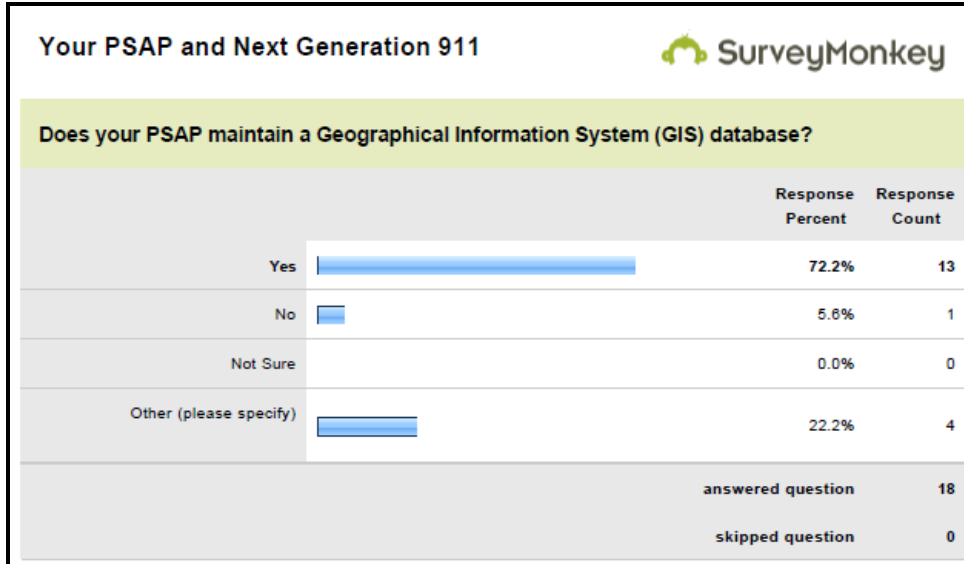 Your PSAP and Next Generation 911
SurveyMonkey
Does your PSAP maintain a Geographical Information System (GIS) database?
Response Percent
Response Count
Yes 72.2% 13
No 5.6% 1
Not Sure 0.0% 0
Other (please specify) 22.2% 4
answered question 18
skipped question 0